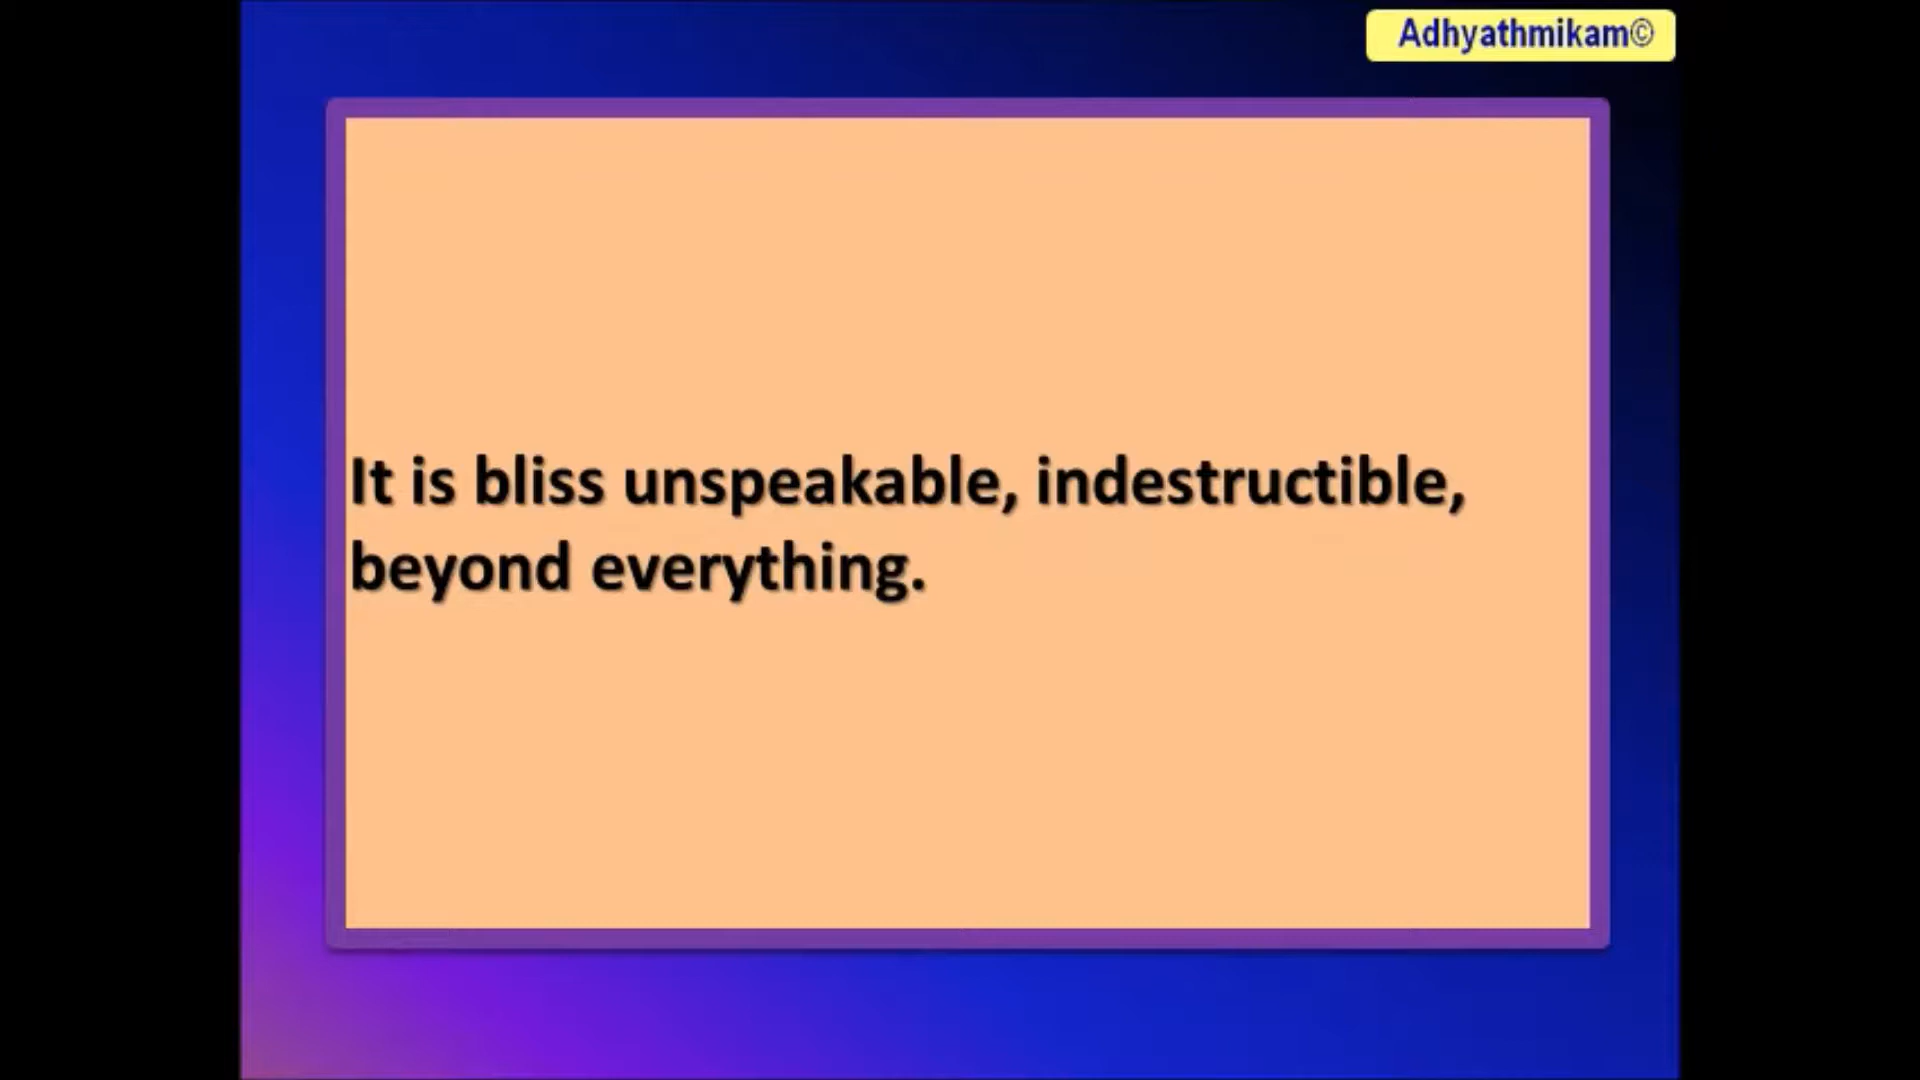 Adhyathmikam©
It is bliss unspeakable, indestructible,
beyond everything.